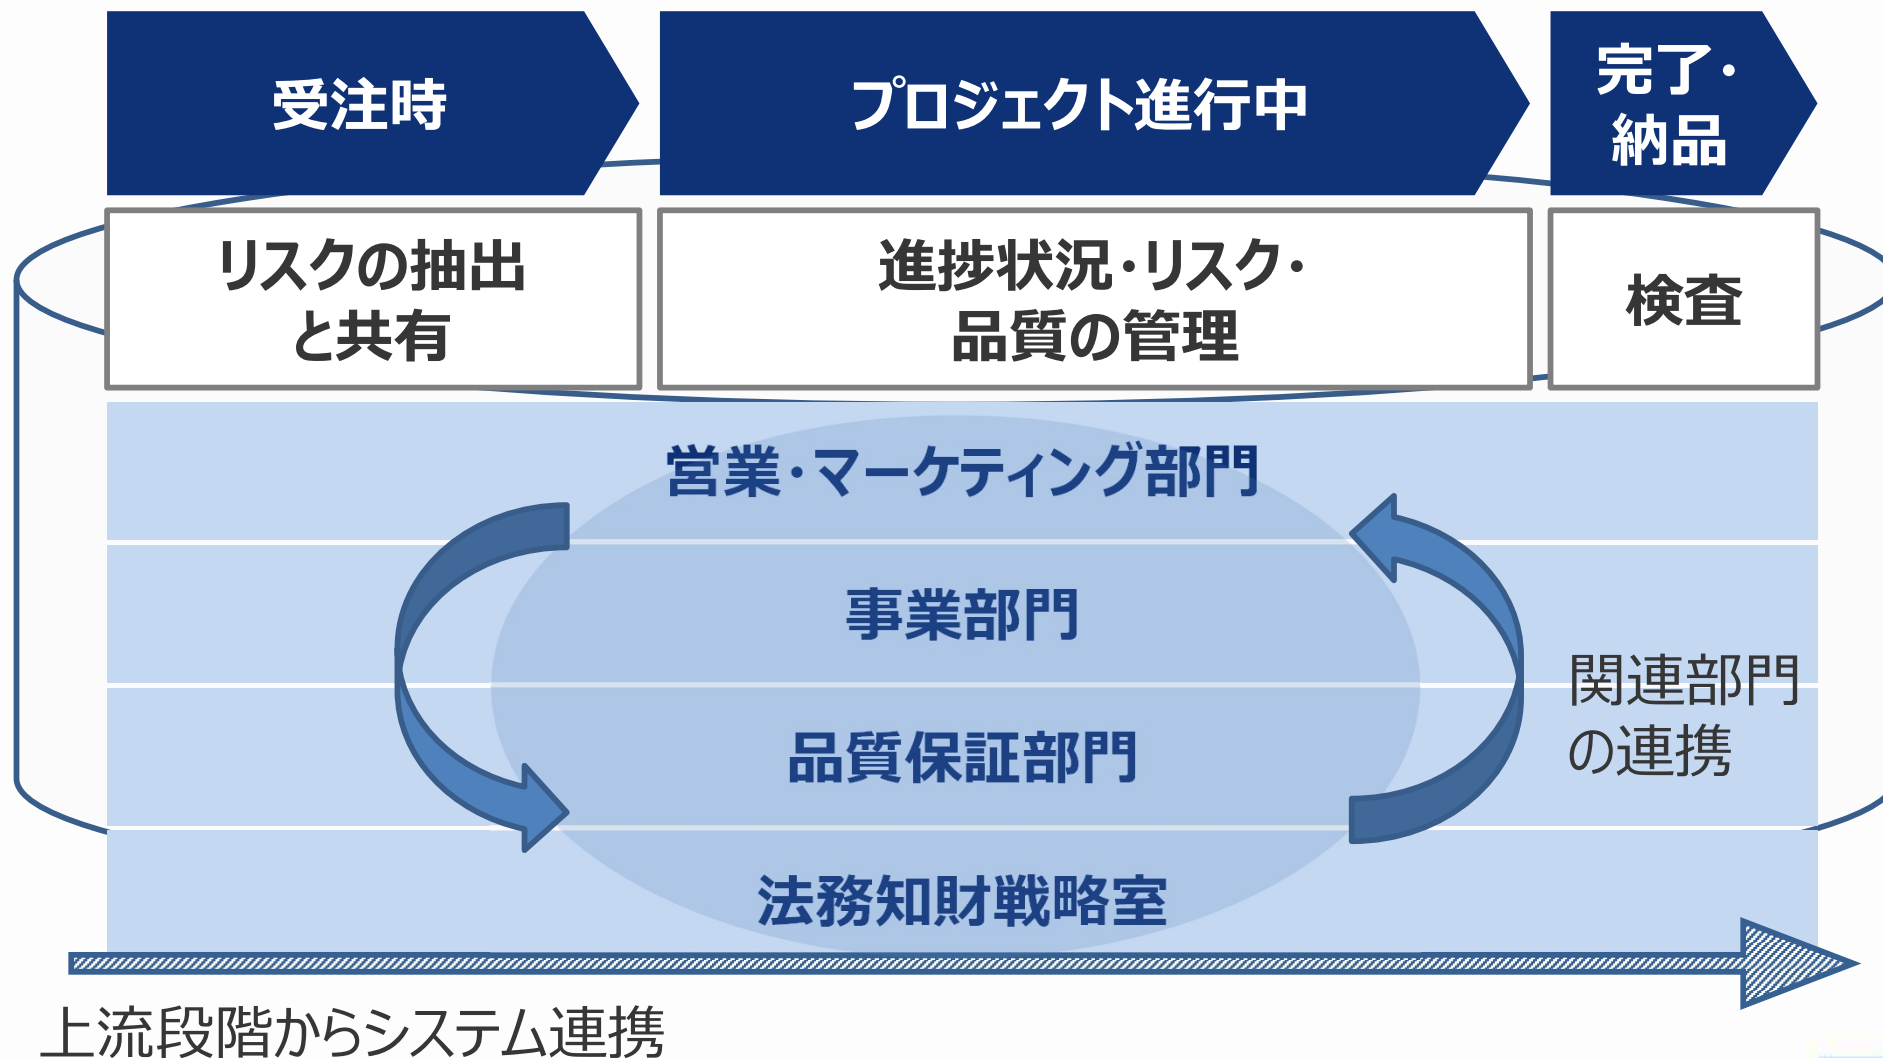 受注時
プロジェクト進行中
完了・
納品
リスクの抽出
と共有
進捗状況・リスク・
品質の管理
検査
営業・マーケティング部門
事業部門
品質保証部門
法務知財戦略室
関連部門
の連携
上流段階からシステム連携